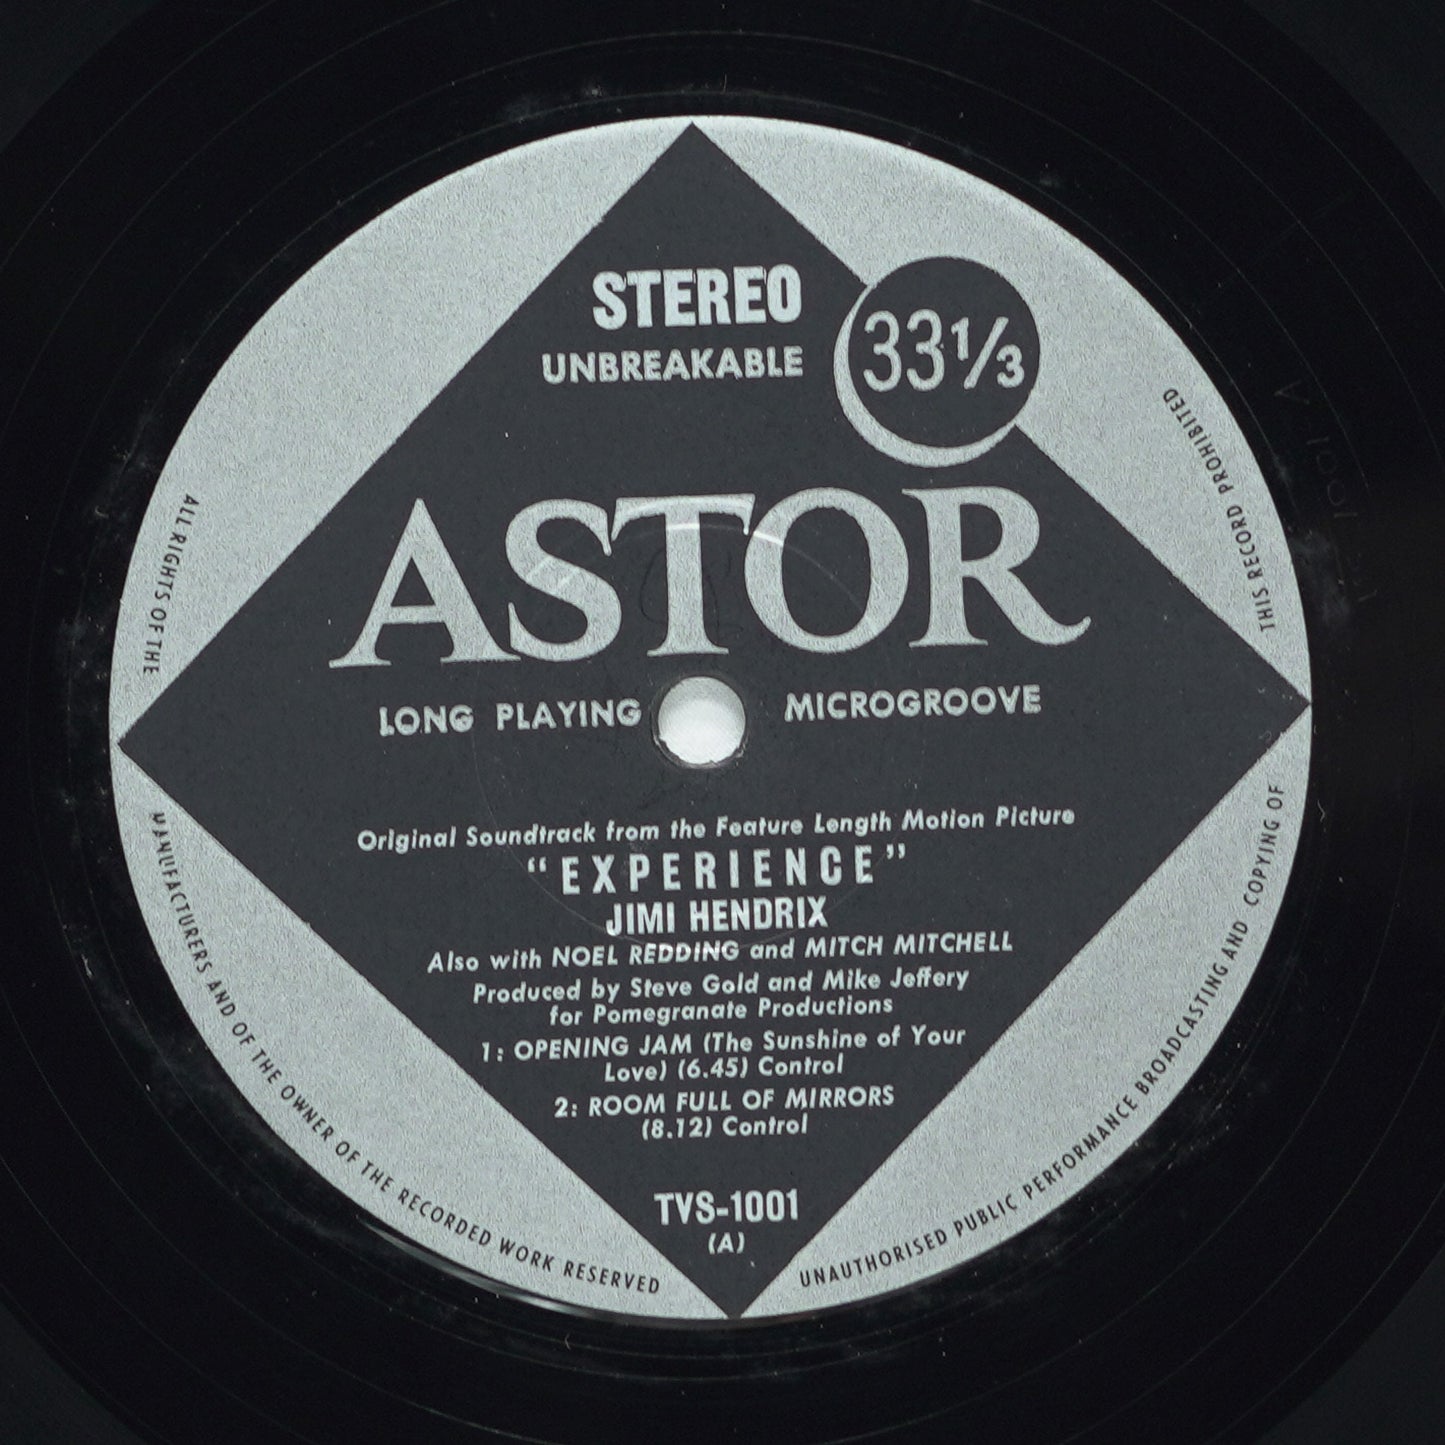 STEREO
UNBREAKABLE
33 1/3
ASTOR
LONG PLAYING MICROGROOVE
Original Soundtrack from the Feature Length Motion Picture
“EXPERIENCE”
JIMI HENDRIX
Also with NOEL REDDING and MITCH MITCHELL
Produced by Steve Gold and Mike Jeffery
for Pomegranate Productions
1: OPENING JAM (The Sunshine of Your
Love) (6.45) Control
2: ROOM FULL OF MIRRORS
(8.12) Control
TVS-1001
(A)
ALL RIGHTS OF THE MANUFACTURERS AND OF THE OWNER OF THE RECORDED WORK RESERVED
UNAUTHORISED PUBLIC PERFORMANCE BROADCASTING AND COPYING OF THIS RECORD PROHIBITED